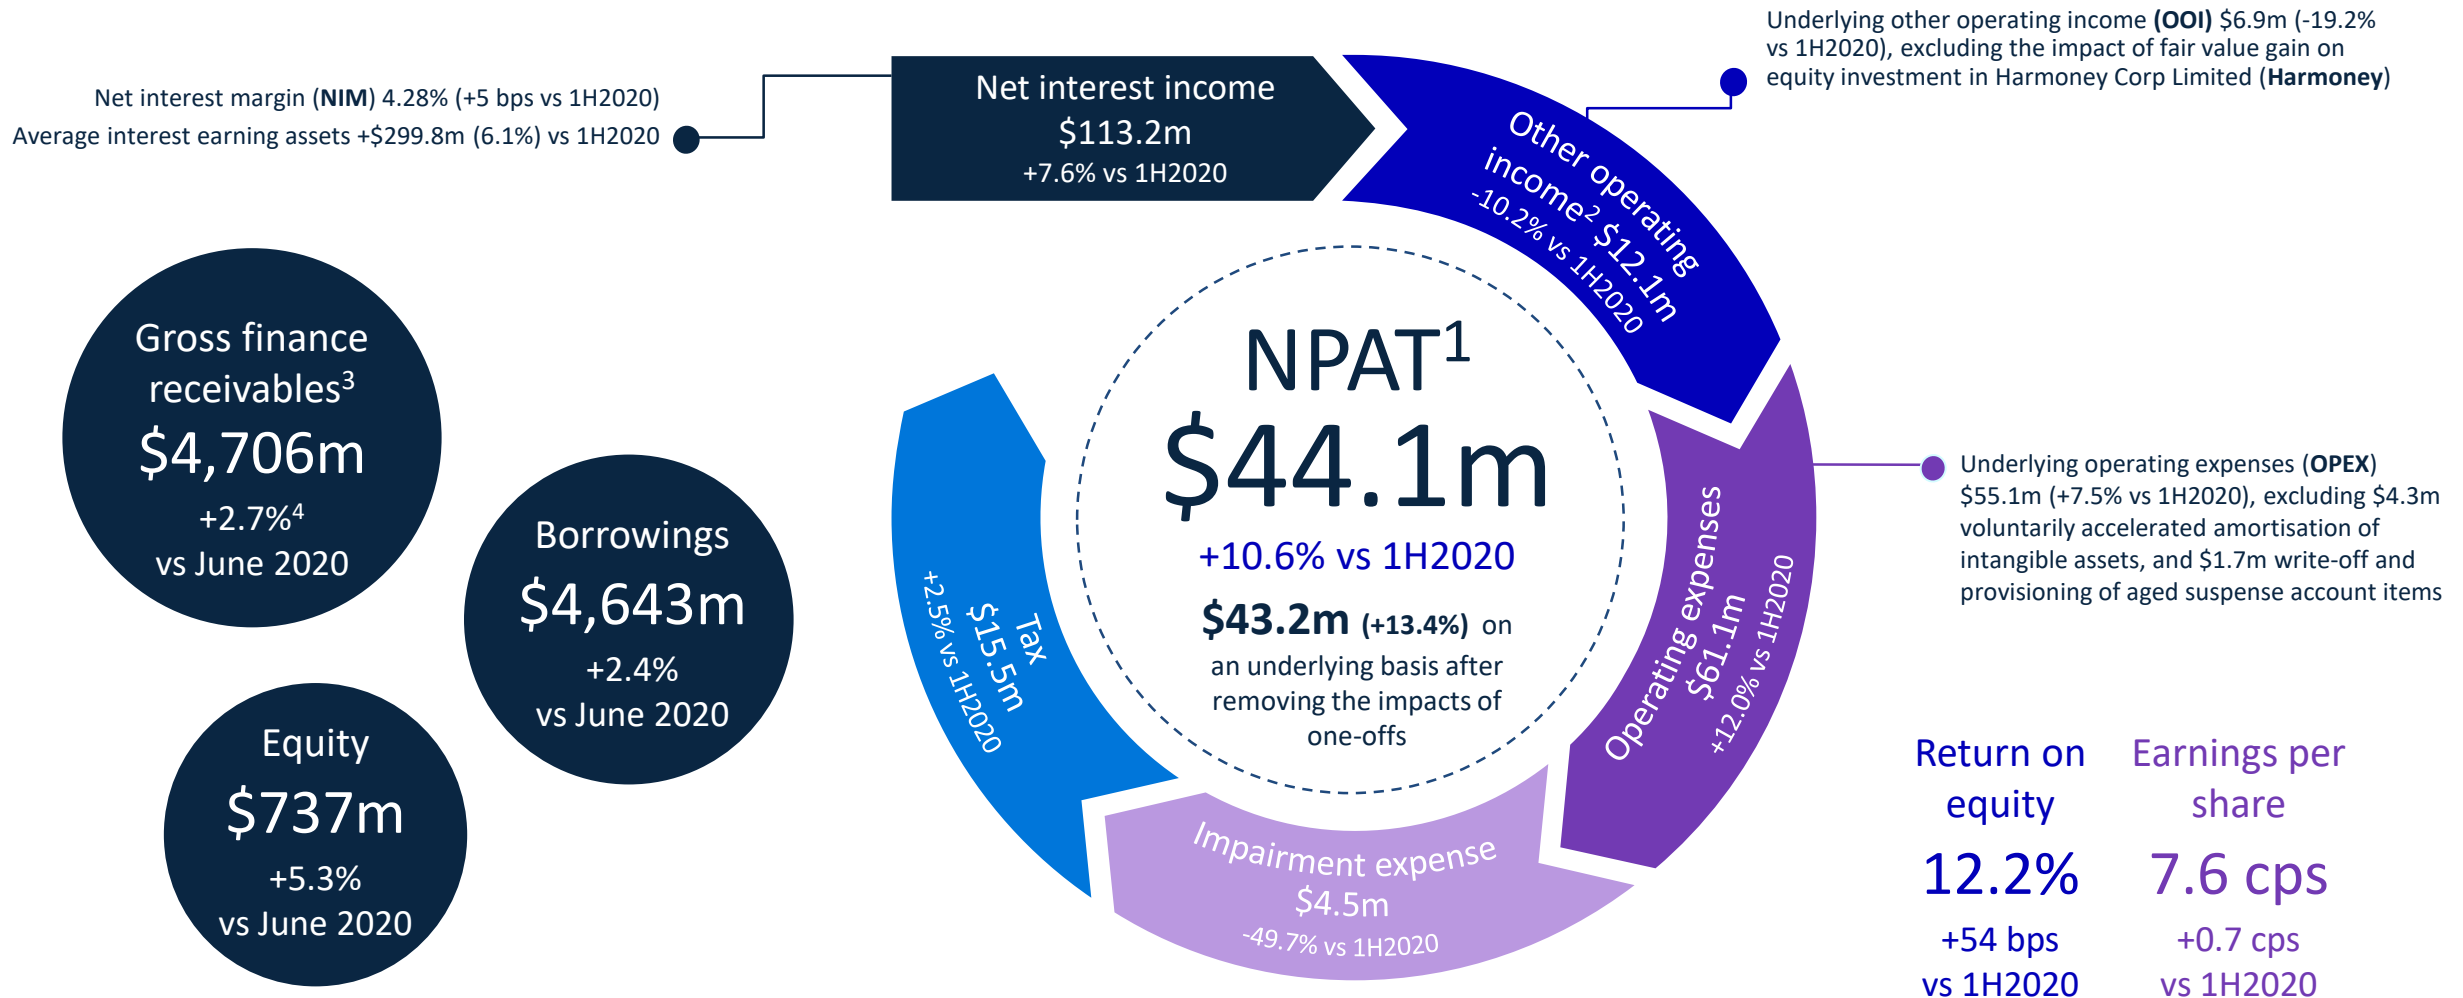 Net interest margin (NIM) 4.28% (+5 bps vs 1H2020)
Average interest earning assets +$299.8m (6.1%) vs 1H2020
Net interest income
$113.2m
+7.6% vs 1H2020
Underlying other operating income (OOI) $6.9m (-19.2%
vs 1H2020), excluding the impact of fair value gain on
equity investment in Harmoney Corp Limited (Harmoney)
Other operating
income² $12.1m
-10.2% vs 1H2020
Gross finance
receivables³
$4,706m
+2.7%⁴
vs June 2020
Borrowings
$4,643m
+2.4%
vs June 2020
Equity
$737m
+5.3%
vs June 2020
NPAT¹
$44.1m
+10.6% vs 1H2020
$43.2m (+13.4%) on
an underlying basis after
removing the impacts of
one-offs
Underlying operating expenses (OPEX)
$55.1m (+7.5% vs 1H2020), excluding $4.3m
voluntarily accelerated amortisation of
intangible assets, and $1.7m write-off and
provisioning of aged suspense account items
Operating expenses
$61.1m
+12.0% vs 1H2020
Impairment expense
$4.5m
-49.7% vs 1H2020
Tax
$15.5m
+2.5% vs 1H2020
Return on
equity
12.2%
+54 bps
vs 1H2020
Earnings per
share
7.6 cps
+0.7 cps
vs 1H2020